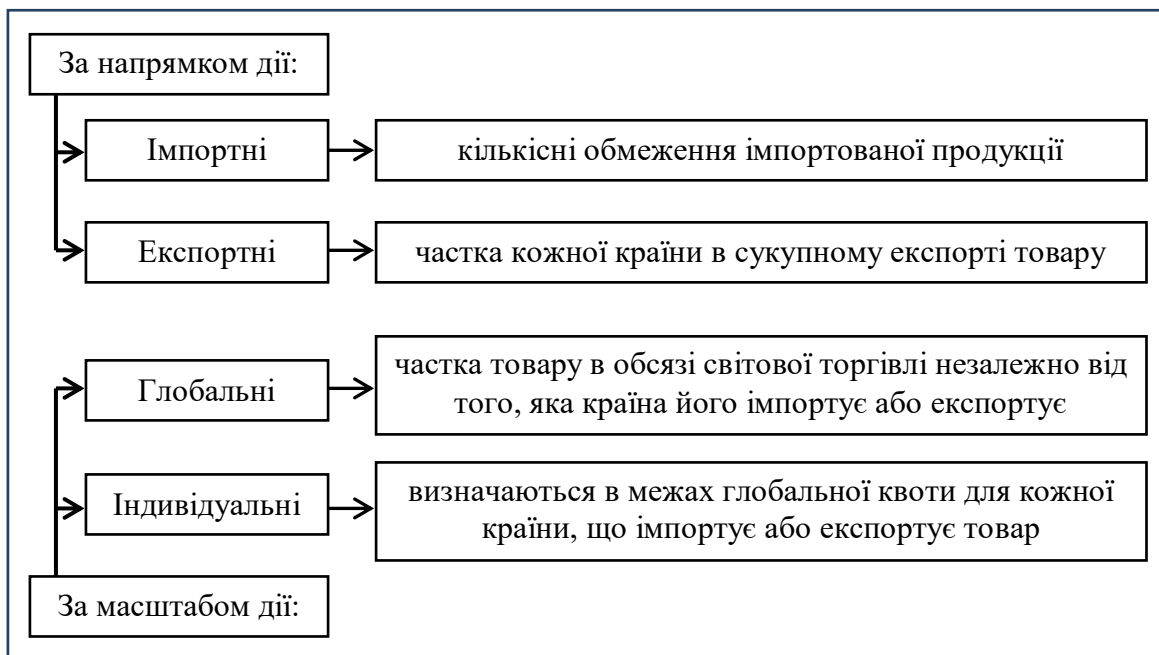 За напрямком дії:
Імпортні
кількісні обмеження імпортованої продукції
Експортні
частка кожної країни в сукупному експорті товару
Глобальні
частка товару в обсязі світової торгівлі незалежно від
того, яка країна його імпортує або експортує
Індивідуальні
визначаються в межах глобальної квоти для кожної
країни, що імпортує або експортує товар
За масштабом дії: